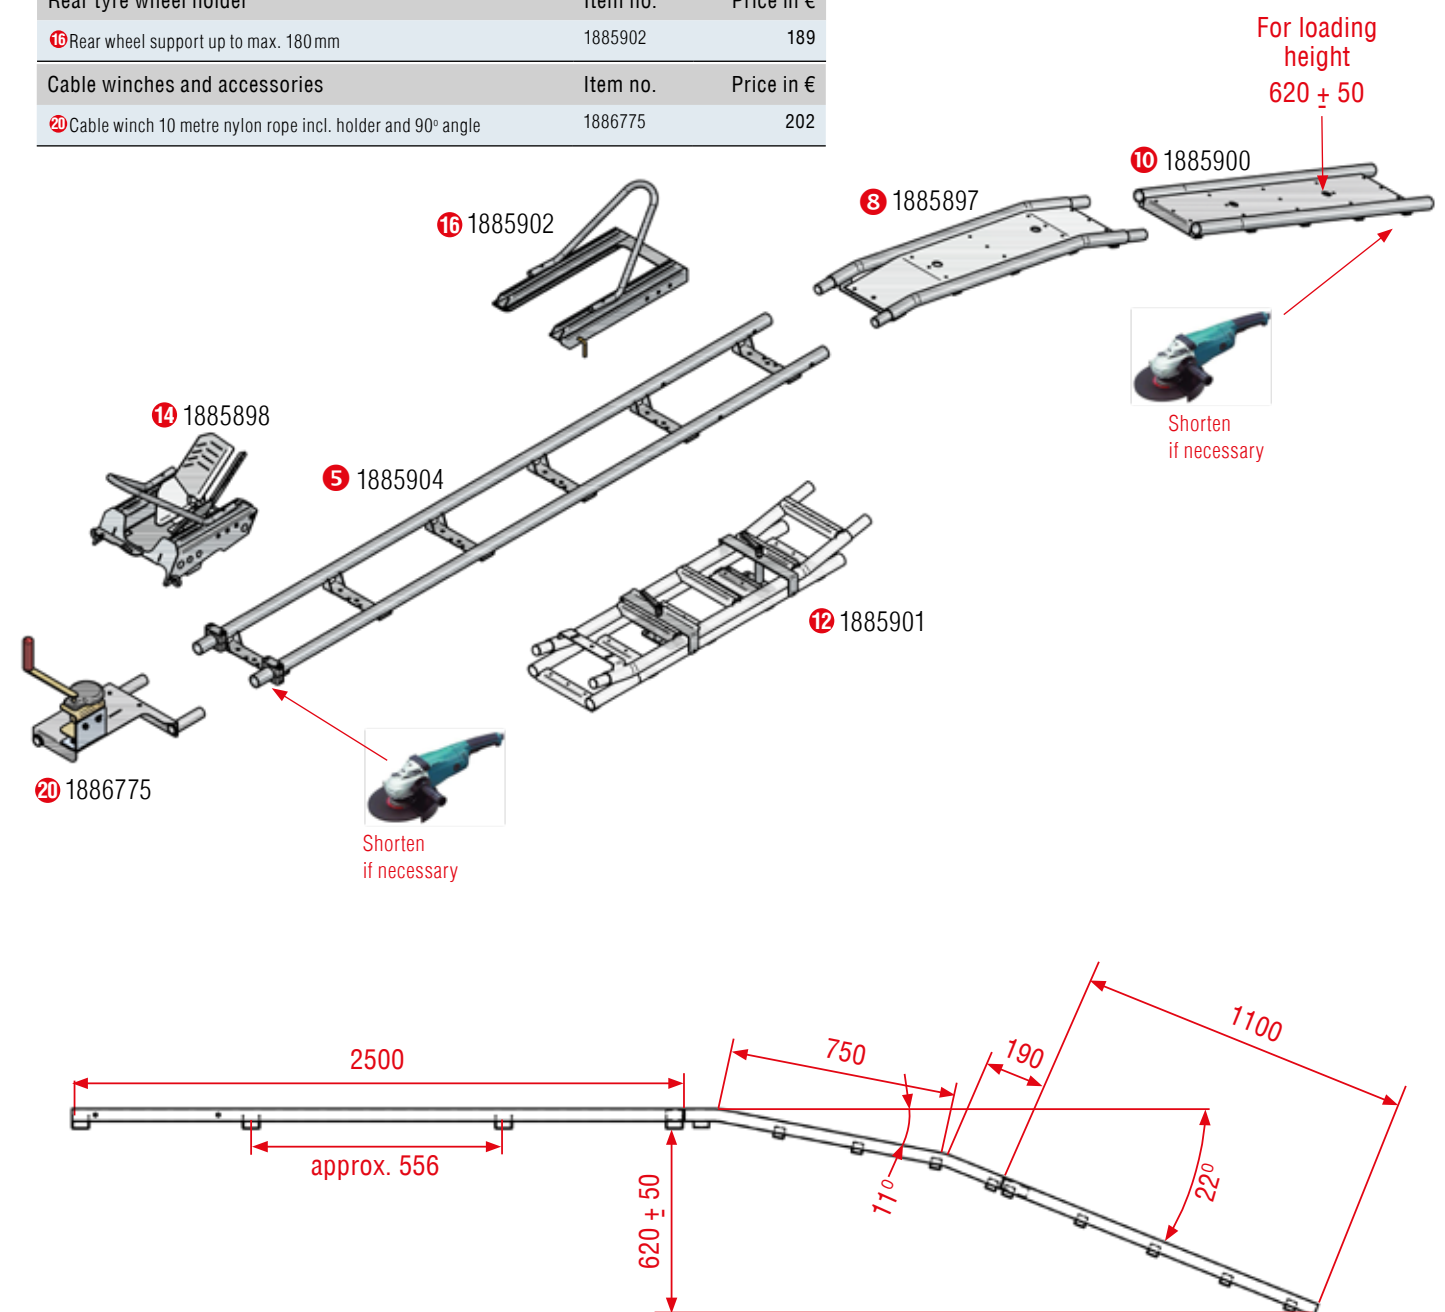 Rear tyre wheel holder Item no. Price in €
16 Rear wheel support up to max. 180 mm 1885902 189
Cable winches and accessories Item no. Price in €
20 Cable winch 10 metre nylon rope incl. holder and 90° angle 1886775 202
For loading
height
620 ± 50
10 1885900
8 1885897
16 1885902
Shorten
if necessary
14 1885898
5 1885904
12 1885901
20 1886775
Shorten
if necessary
2500
750
190
1100
approx. 556
620 ± 50
11°
22°